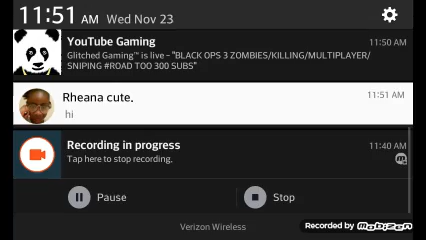 11:51 AM Wed Nov 23
YouTube Gaming 11:50 AM
Glitched Gaming™ is live - "BLACK OPS 3 ZOMBIES/KILLING/MULTIPLAYER/
SNIPING #ROAD TOO 300 SUBS"
Rheana cute. 11:51 AM
hi
Recording in progress 11:40 AM
Tap here to stop recording.
Pause Stop
Verizon Wireless
Recorded by mobizen